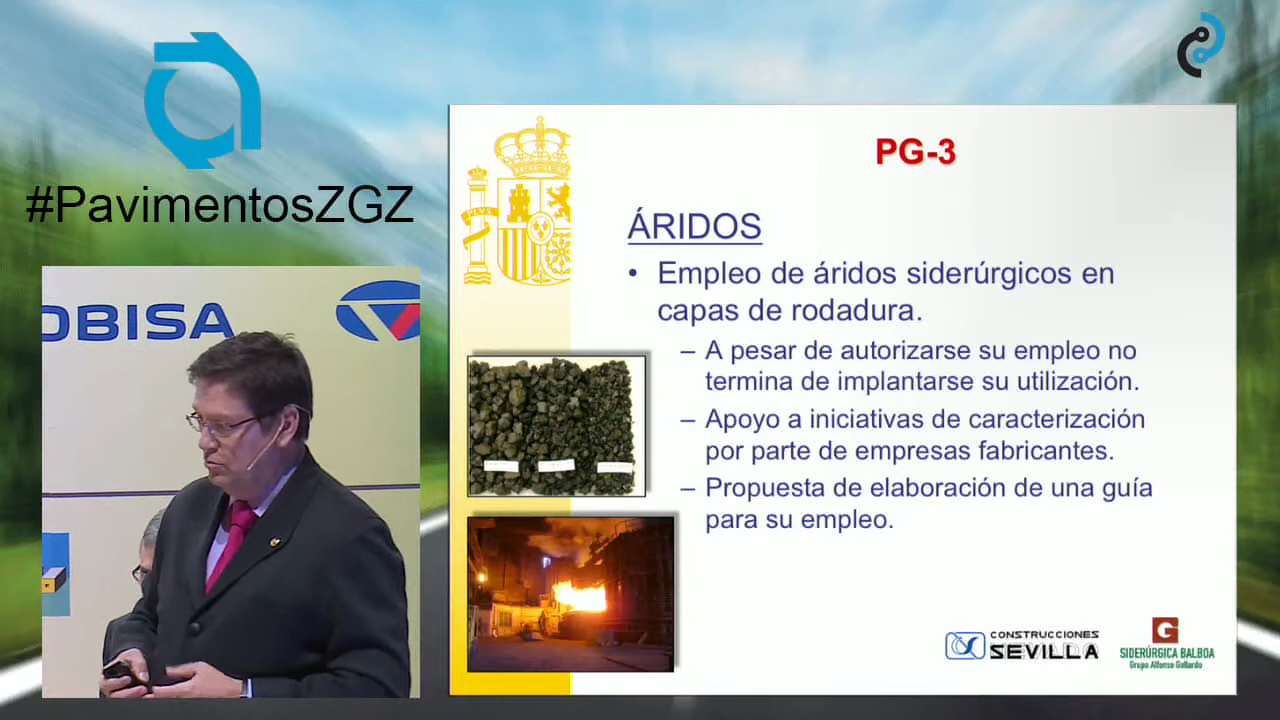 #PavimentosZGZ
OBISA
PG-3
PLVS
ÁRIDOS
• Empleo de áridos siderúrgicos en
capas de rodadura.
– A pesar de autorizarse su empleo no
termina de implantarse su utilización.
– Apoyo a iniciativas de caracterización
por parte de empresas fabricantes.
– Propuesta de elaboración de una guía
para su empleo.
CONSTRUCCIONES
SEVILLA
G
SIDERÚRGICA BALBOA
Grupo Alfonso Gallardo